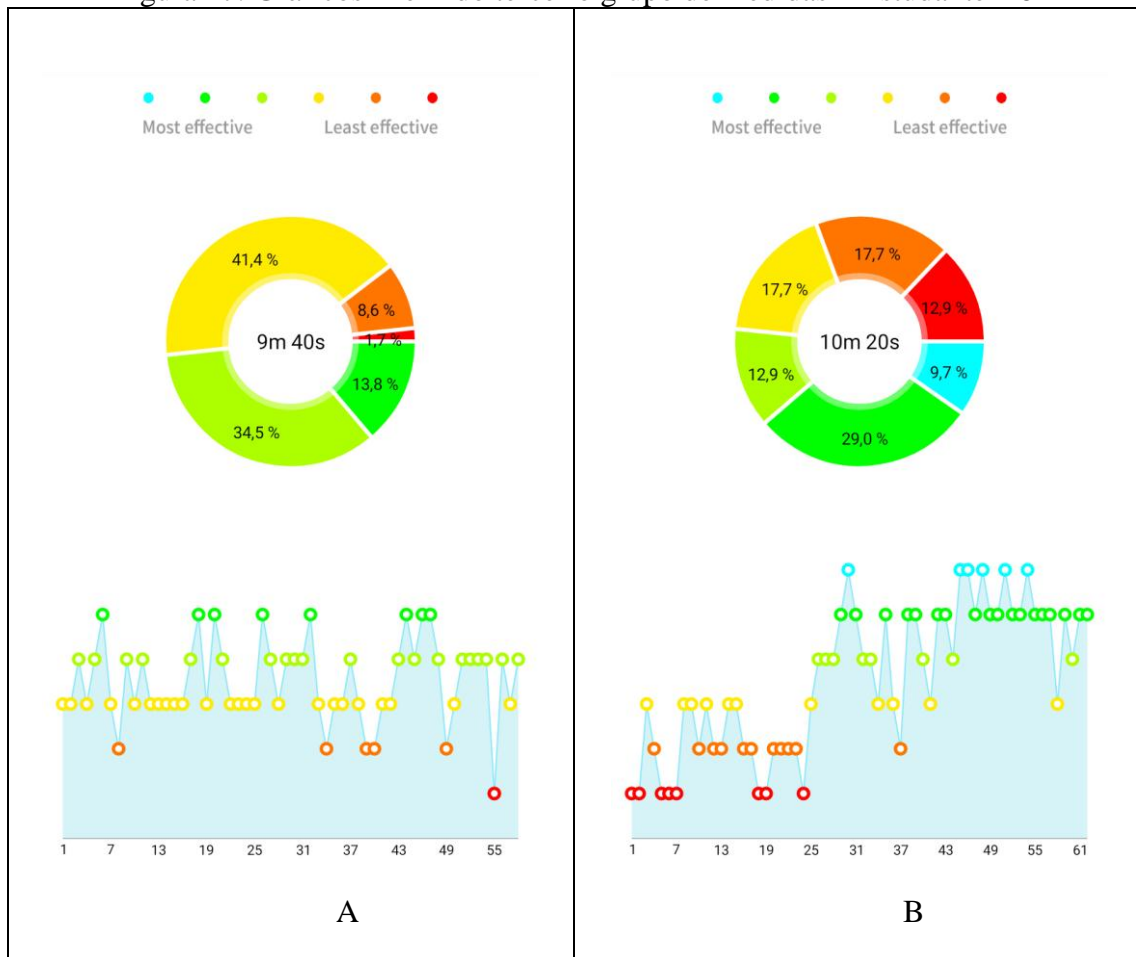 Most effective Least effective
41,4 %
8,6 %
1,7 %
9m 40s
13,8 %
34,5 %
1 7 13 19 25 31 37 43 49 55
A
Most effective Least effective
17,7 %
17,7 %
12,9 %
10m 20s
12,9 %
9,7 %
29,0 %
1 7 13 19 25 31 37 43 49 55 61
B